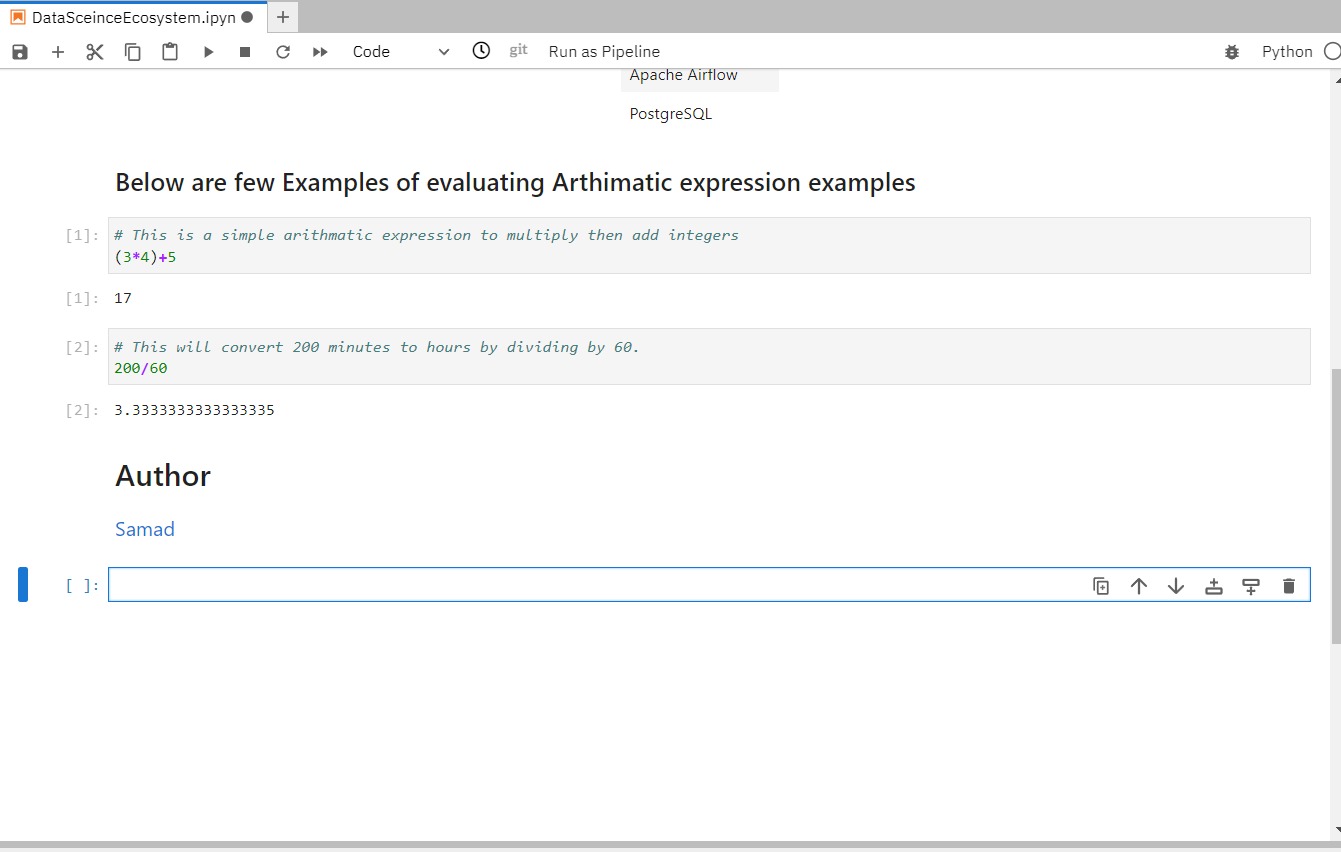 DataSceinceEcosystem.ipyn
Code git Run as Pipeline Python
Apache Airflow
PostgreSQL
Below are few Examples of evaluating Arthimatic expression examples
[1]: # This is a simple arithmatic expression to multiply then add integers
(3*4)+5
[1]: 17
[2]: # This will convert 200 minutes to hours by dividing by 60.
200/60
[2]: 3.3333333333333335
Author
Samad
[ ]: